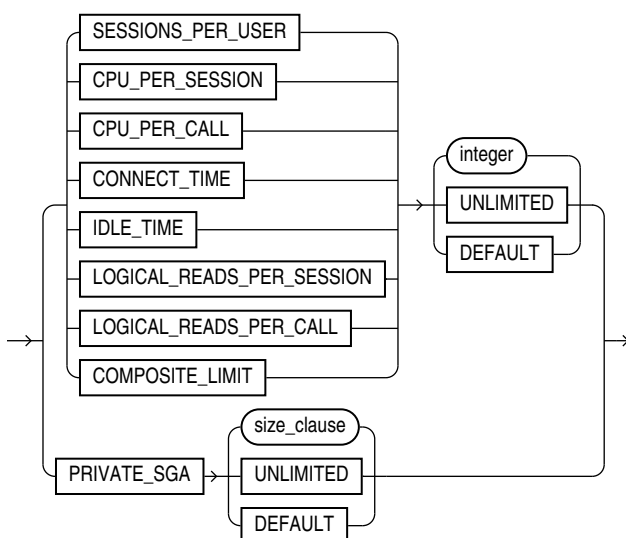 SESSIONS_PER_USER
CPU_PER_SESSION
CPU_PER_CALL
CONNECT_TIME
IDLE_TIME
LOGICAL_READS_PER_SESSION
LOGICAL_READS_PER_CALL
COMPOSITE_LIMIT
integer
UNLIMITED
DEFAULT
PRIVATE_SGA
size_clause
UNLIMITED
DEFAULT